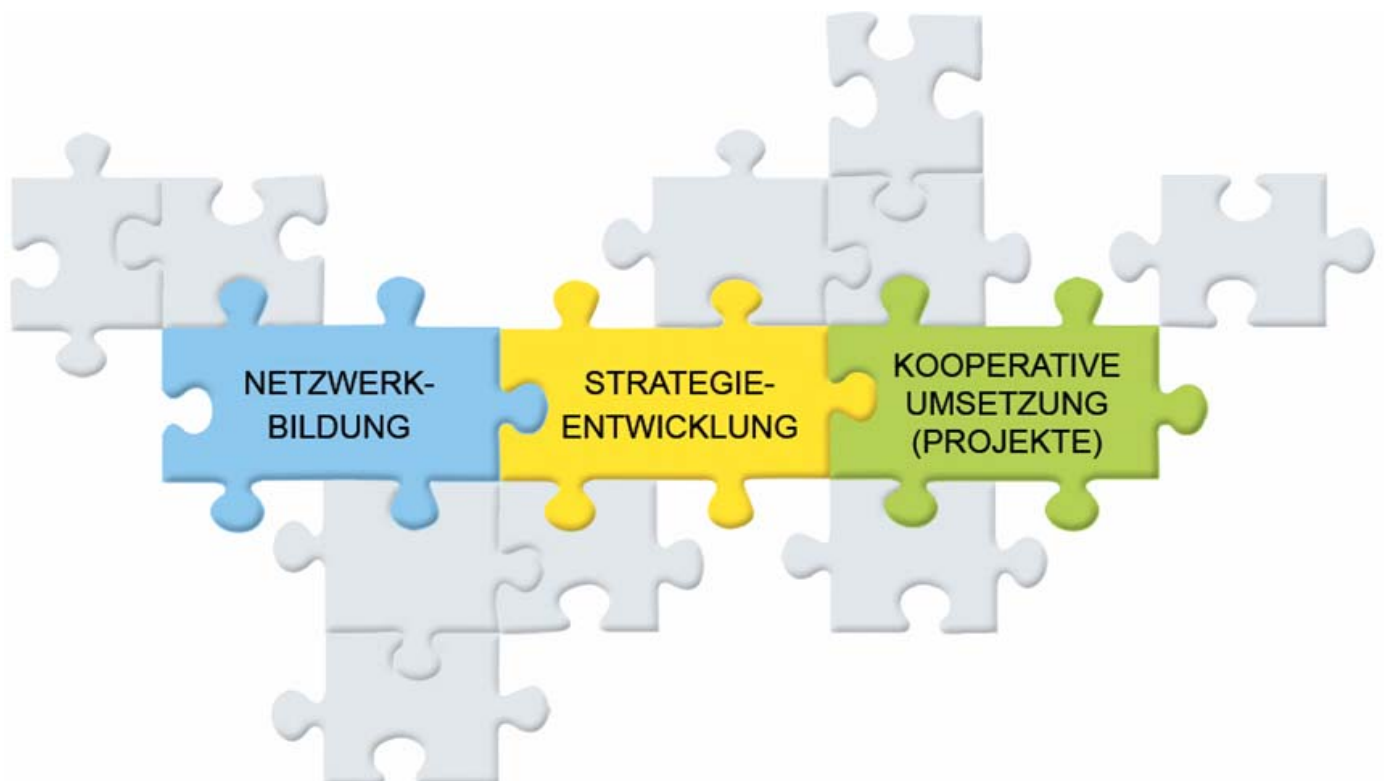 NETZWERK-
BILDUNG
STRATEGIE-
ENTWICKLUNG
KOOPERATIVE
UMSETZUNG
(PROJEKTE)